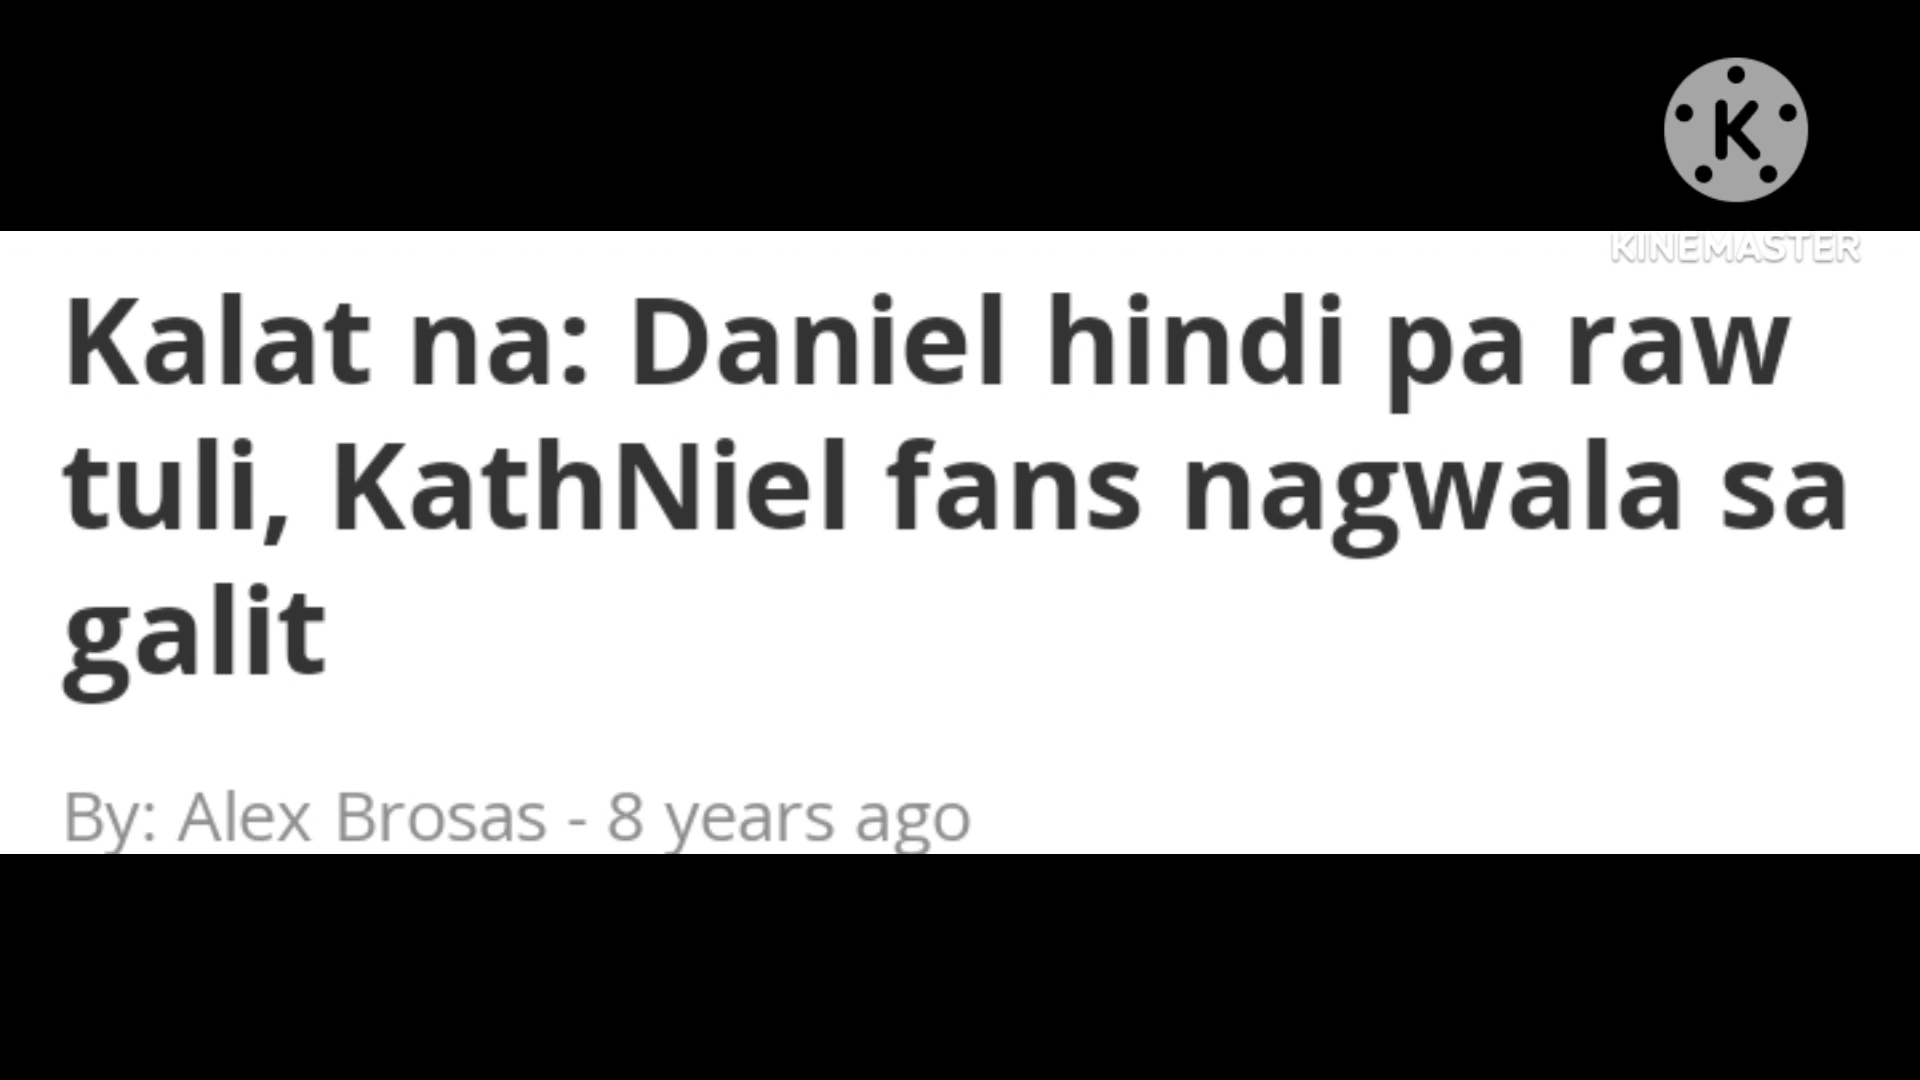 K
KINEMASTER
Kalat na: Daniel hindi pa raw
tuli, KathNiel fans nagwala sa
galit
By: Alex Brosas - 8 years ago